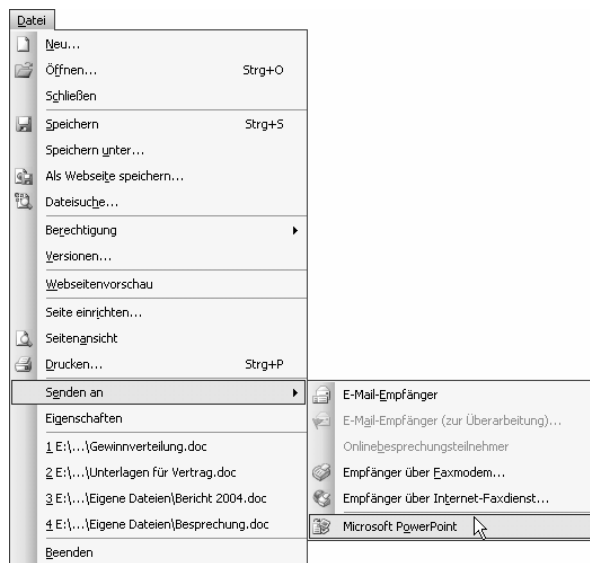 Datei
Neu...
Öffnen... Strg+O
Schließen
Speichern Strg+S
Speichern unter...
Als Webseite speichern...
Dateisuche...
Berechtigung
Versionen...
Webseitenvorschau
Seite einrichten...
Seitenansicht
Drucken... Strg+P
Senden an
Eigenschaften
1 E:\...\Gewinnverteilung.doc
2 E:\...\Unterlagen für Vertrag.doc
3 E:\...\Eigene Dateien\Bericht 2004.doc
4 E:\...\Eigene Dateien\Besprechung.doc
Beenden
E-Mail-Empfänger
E-Mail-Empfänger (zur Überarbeitung)...
Onlinebesprechungsteilnehmer
Empfänger über Faxmodem...
Empfänger über Internet-Faxdienst...
Microsoft PowerPoint